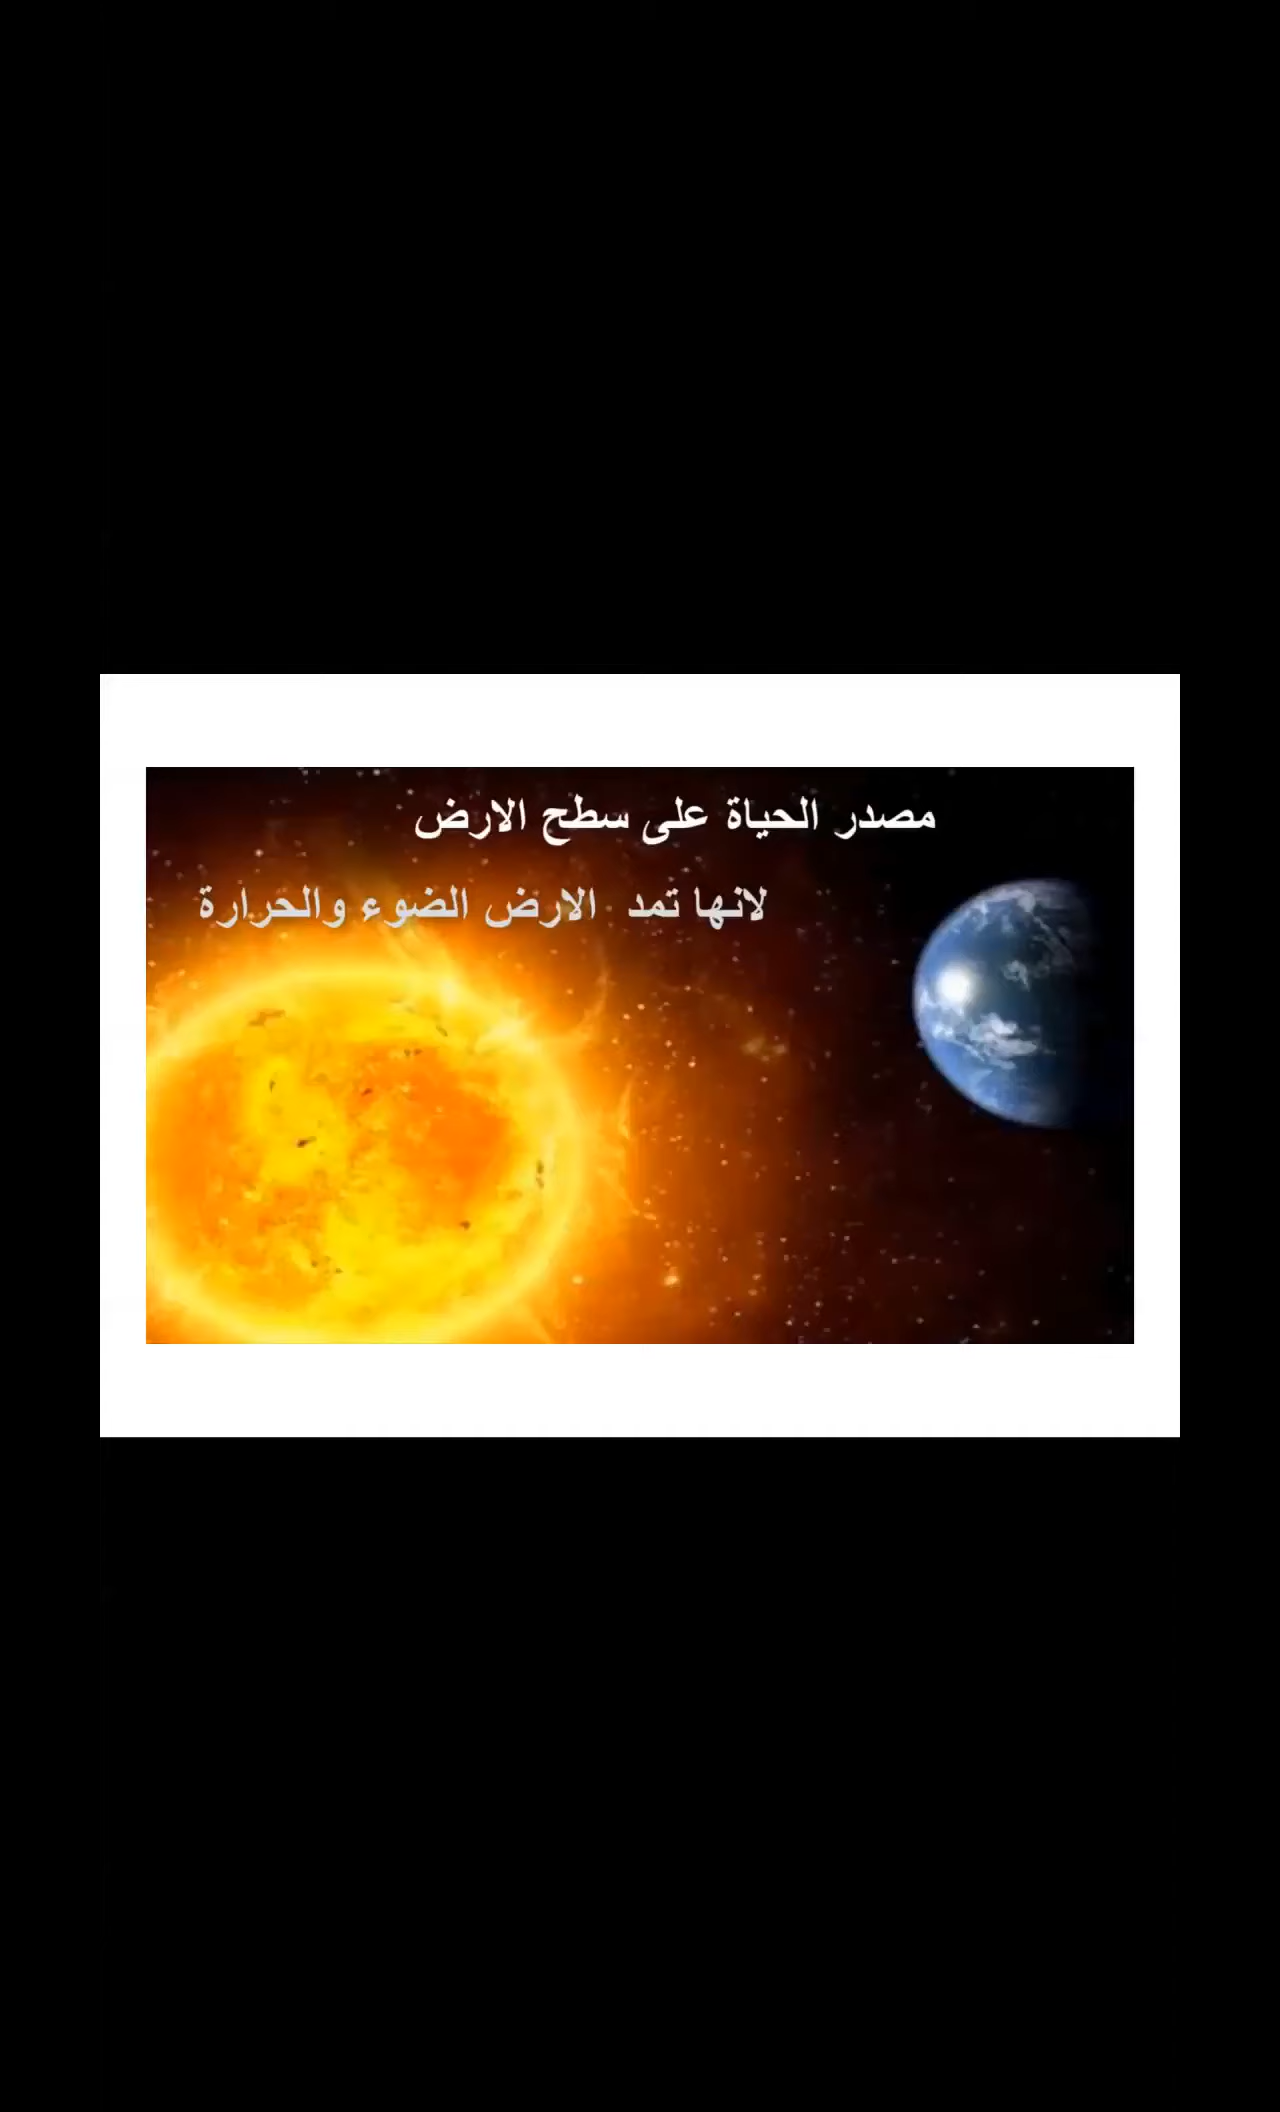 مصدر الحياة على سطح الارض
لانها تمد الارض الضوء والحرارة